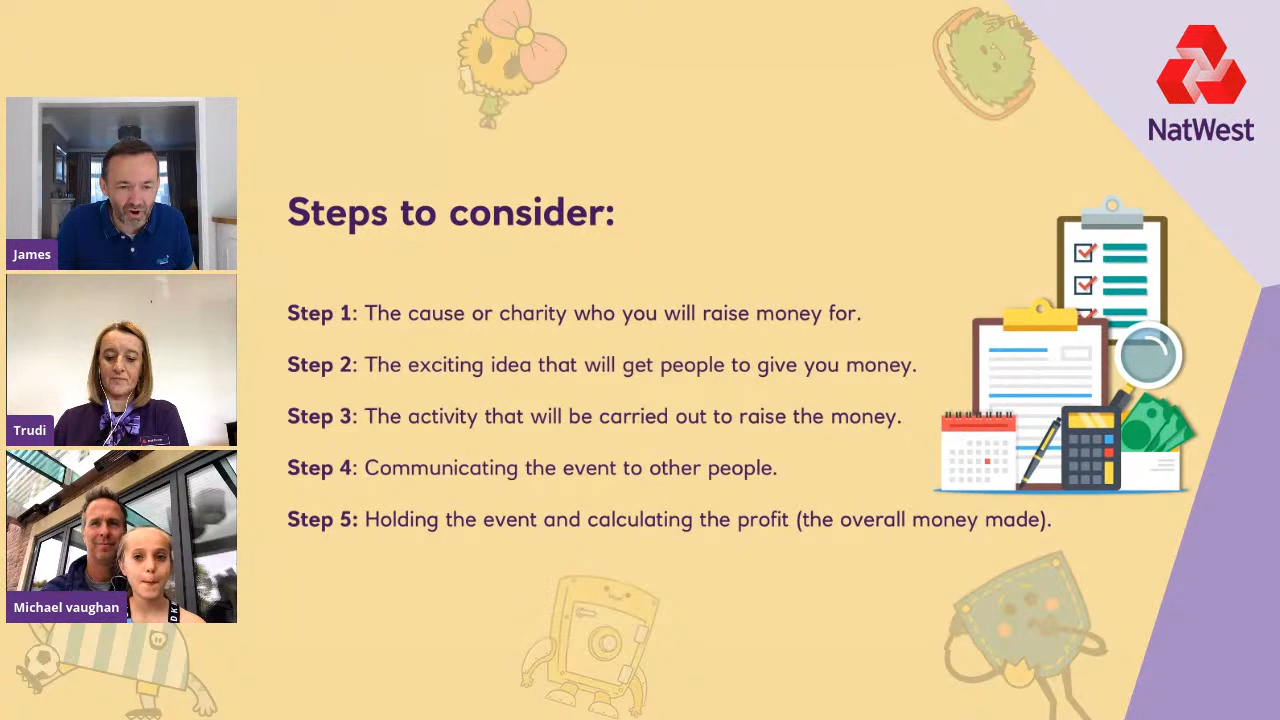 NatWest
Steps to consider:
Step 1: The cause or charity who you will raise money for.
Step 2: The exciting idea that will get people to give you money.
Step 3: The activity that will be carried out to raise the money.
Step 4: Communicating the event to other people.
Step 5: Holding the event and calculating the profit (the overall money made).
James
Trudi
Michael vaughan